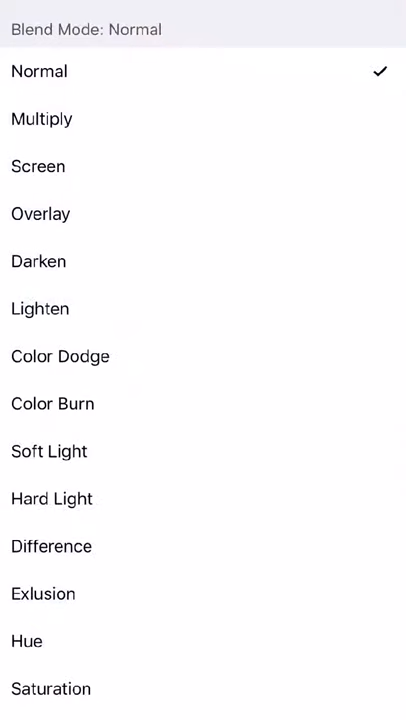 Blend Mode: Normal
Normal
Multiply
Screen
Overlay
Darken
Lighten
Color Dodge
Color Burn
Soft Light
Hard Light
Difference
Exlusion
Hue
Saturation